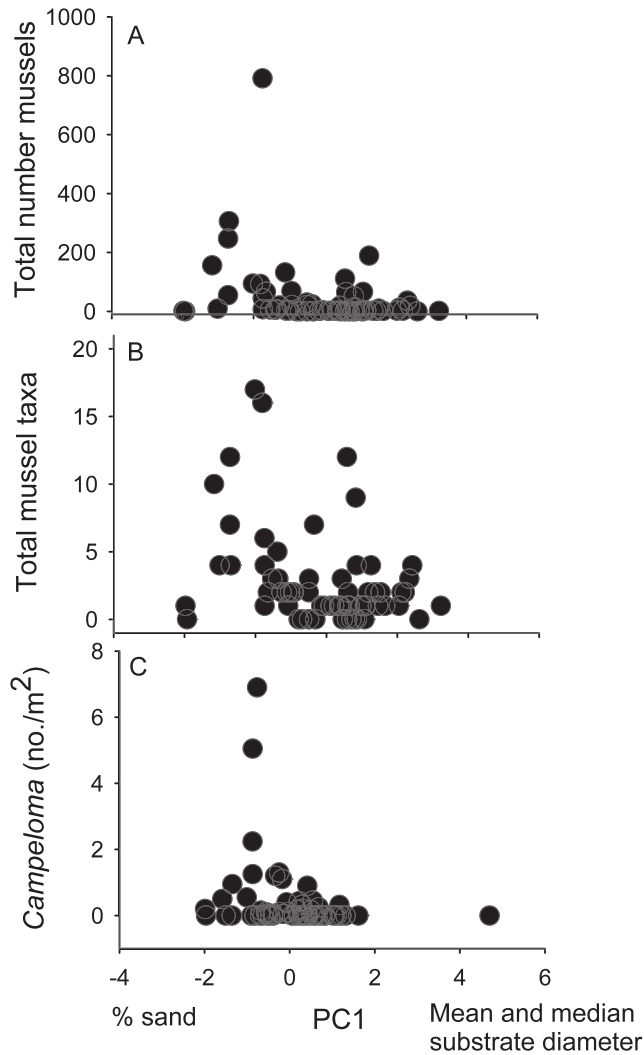 1000
800
600
400
200
0
Total number mussels
A
20
15
10
5
0
Total mussel taxa
B
8
6
4
2
0
Campeloma (no./m2)
C
-4 -2 0 2 4 6
% sand PC1 Mean and median
substrate diameter